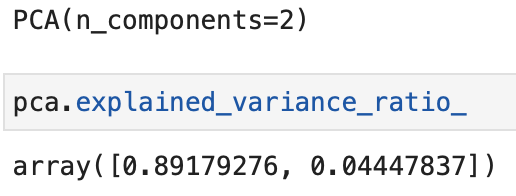 PCA(n_components=2)
pca.explained_variance_ratio_
array([0.89179276, 0.04447837])